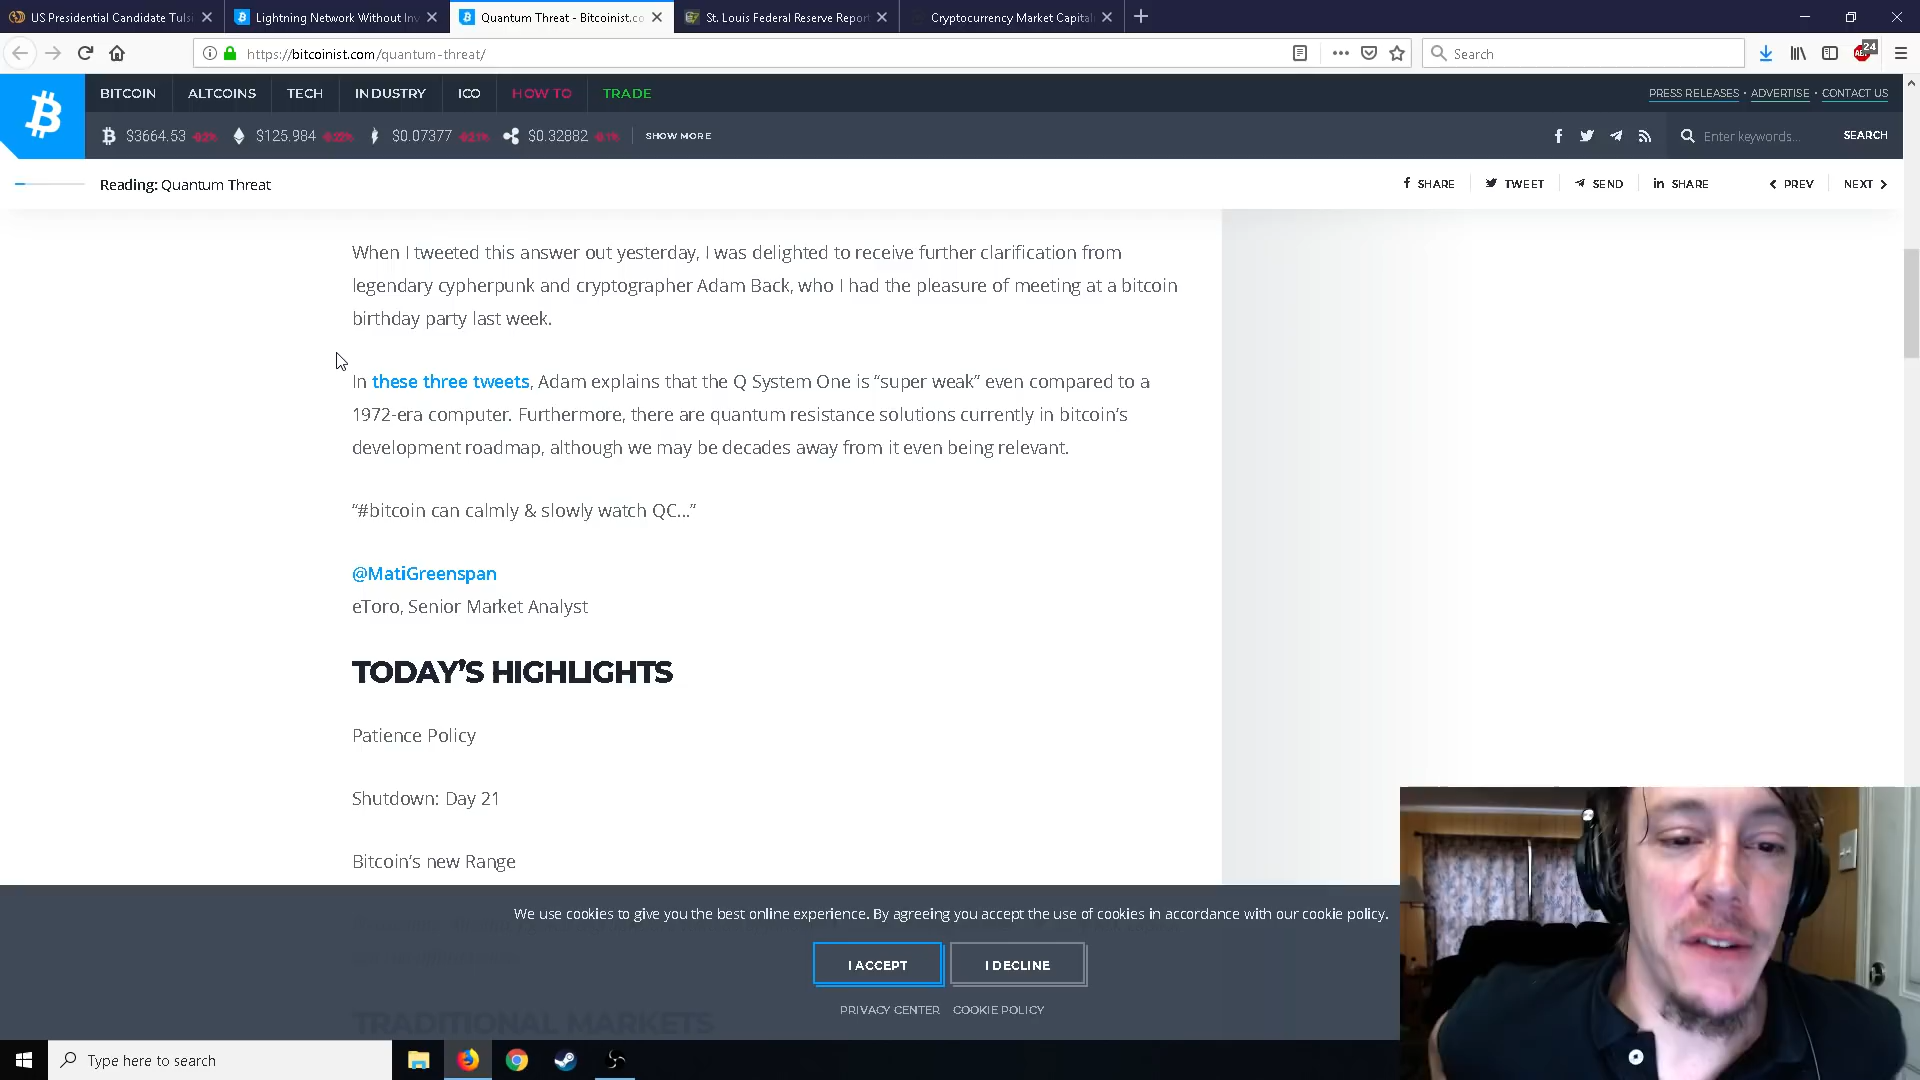 US Presidential Candidate Tulsi
Lightning Network Without Inv
Quantum Threat - Bitcoinist.co
St. Louis Federal Reserve Repor
Cryptocurrency Market Capital
https://bitcoinist.com/quantum-threat/
Search
24
BITCOIN
ALTCOINS
TECH
INDUSTRY
ICO
HOW TO
TRADE
PRESS RELEASES • ADVERTISE • CONTACT US
$3664.53
$125.984
$0.07377
$0.32882
SHOW MORE
Enter keywords...
SEARCH
Reading: Quantum Threat
SHARE
TWEET
SEND
SHARE
PREV
NEXT
When I tweeted this answer out yesterday, I was delighted to receive further clarification from
legendary cypherpunk and cryptographer Adam Back, who I had the pleasure of meeting at a bitcoin
birthday party last week.
In these three tweets, Adam explains that the Q System One is “super weak” even compared to a
1972-era computer. Furthermore, there are quantum resistance solutions currently in bitcoin’s
development roadmap, although we may be decades away from it even being relevant.
“#bitcoin can calmly & slowly watch QC...”
@MatiGreenspan
eToro, Senior Market Analyst
TODAY’S HIGHLIGHTS
Patience Policy
Shutdown: Day 21
Bitcoin’s new Range
We use cookies to give you the best online experience. By agreeing you accept the use of cookies in accordance with our cookie policy.
I ACCEPT
I DECLINE
PRIVACY CENTER
COOKIE POLICY
TRADITIONAL MARKETS
Type here to search